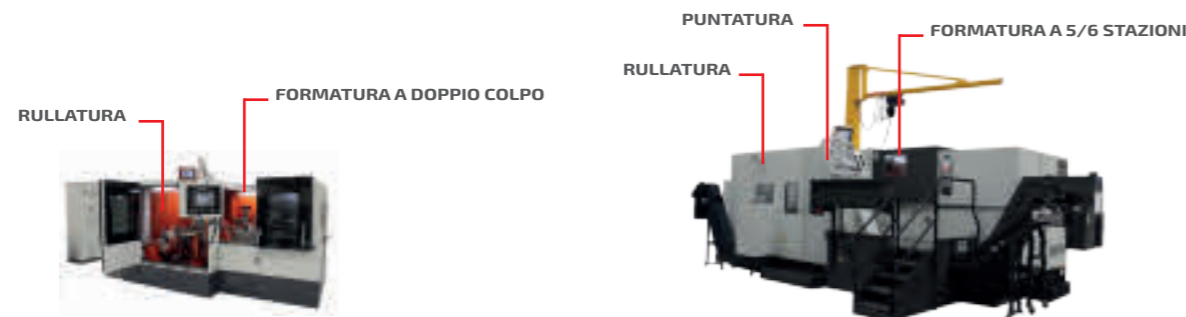 RULLATURA
FORMATURA A DOPPIO COLPO
PUNTATURA
FORMATURA A 5/6 STAZIONI
RULLATURA